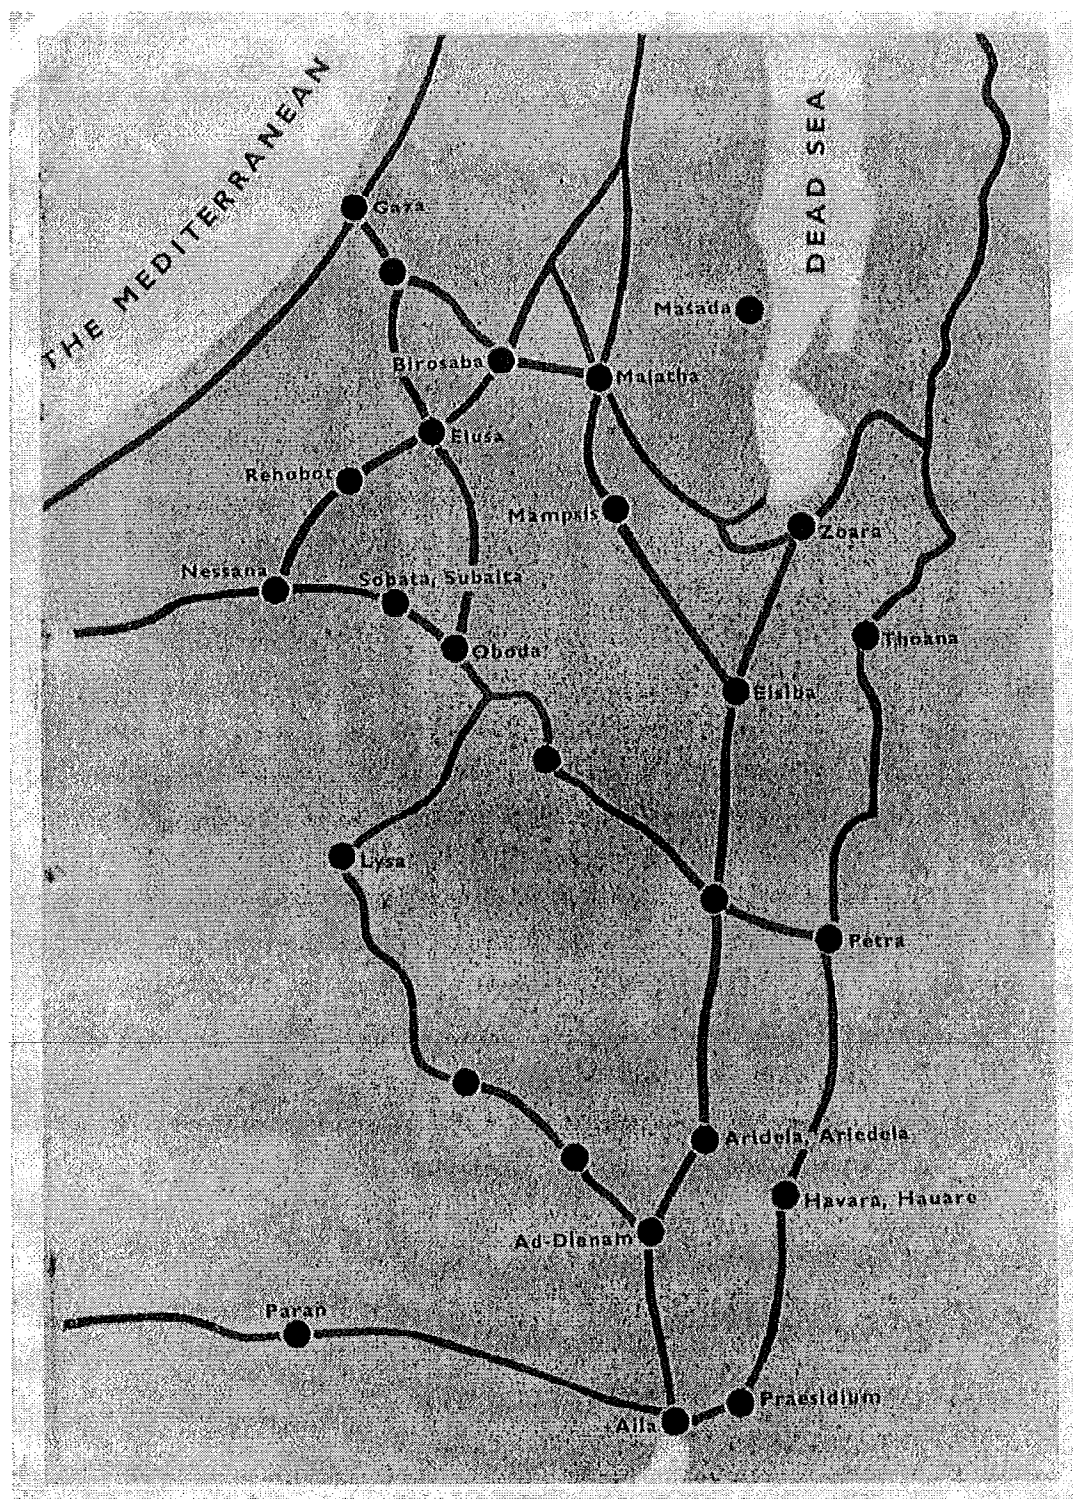 THE MEDITERRANEAN
DEAD SEA
Gaza
Masada
Birosaba
Malatha
Elusa
Rehobot
Mampsis
Zoara
Nessana
Sobata, Subaita
Thoana
Oboda
Eisiba
Lysa
Petra
Aridela, Ariedela
Havara, Hauare
Ad-Dianam
Paran
Praesidium
Aila